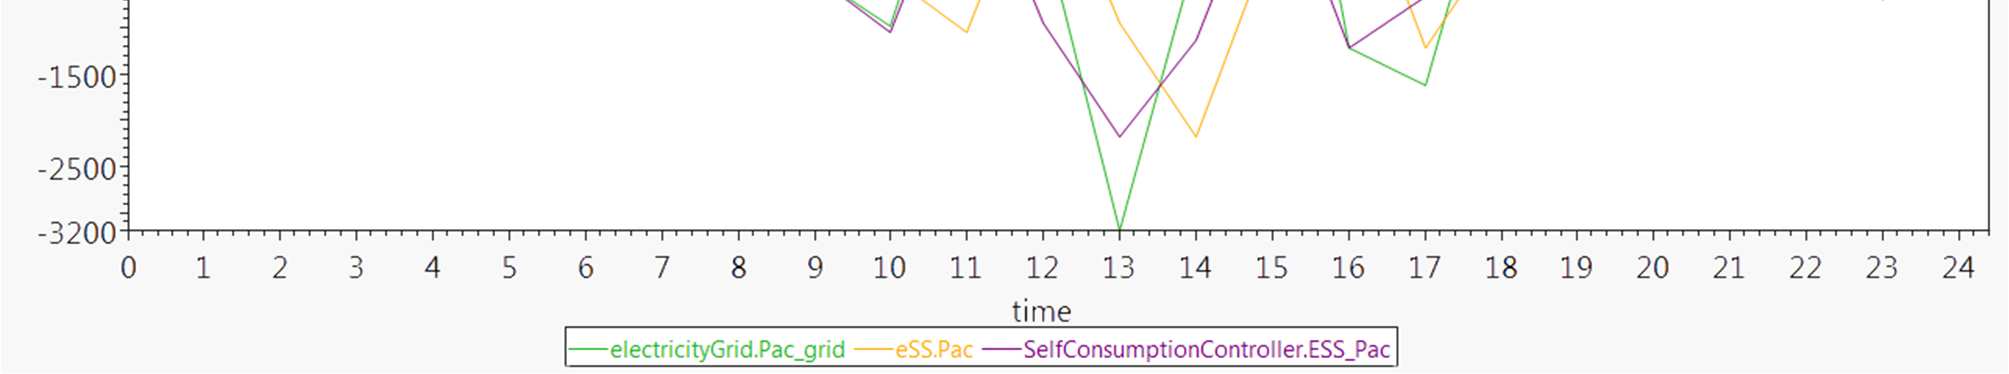 -1500
-2500
-3200
0 1 2 3 4 5 6 7 8 9 10 11 12 13 14 15 16 17 18 19 20 21 22 23 24
time
electricityGrid.Pac_grid eSS.Pac SelfConsumptionController.ESS_Pac